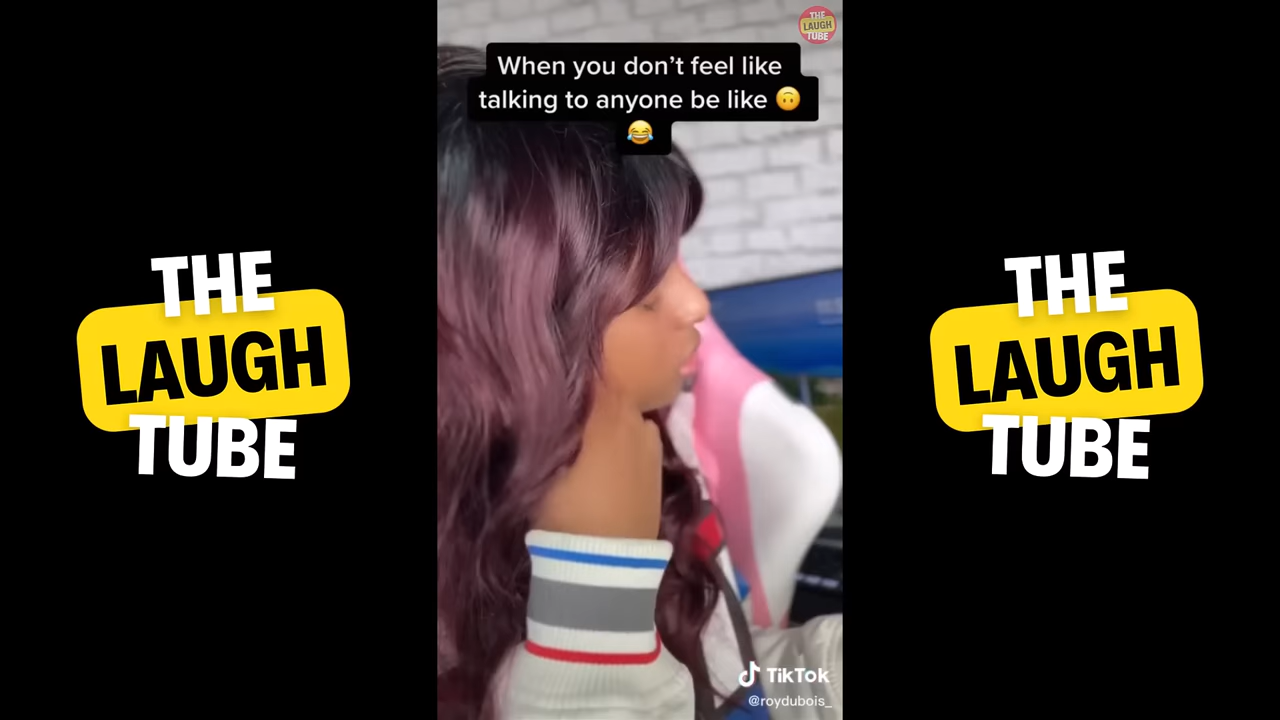 THE
LAUGH
TUBE
THE
LAUGH
TUBE
When you don’t feel like
talking to anyone be like 🙃
😂
TikTok
@roydubois_
THE
LAUGH
TUBE